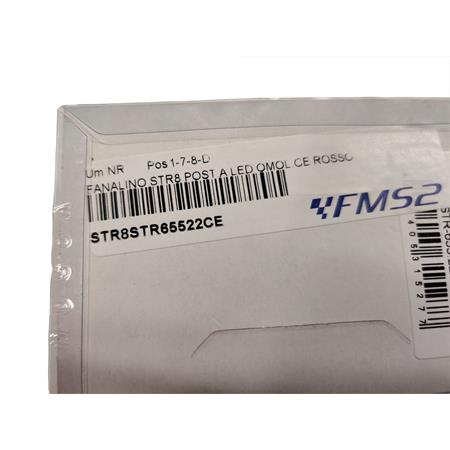 Um NR Pos 1-7-8-D
FANALINO STR8 POST A LED OMOL CE ROSSO
STR8STR65522CE
FMS2